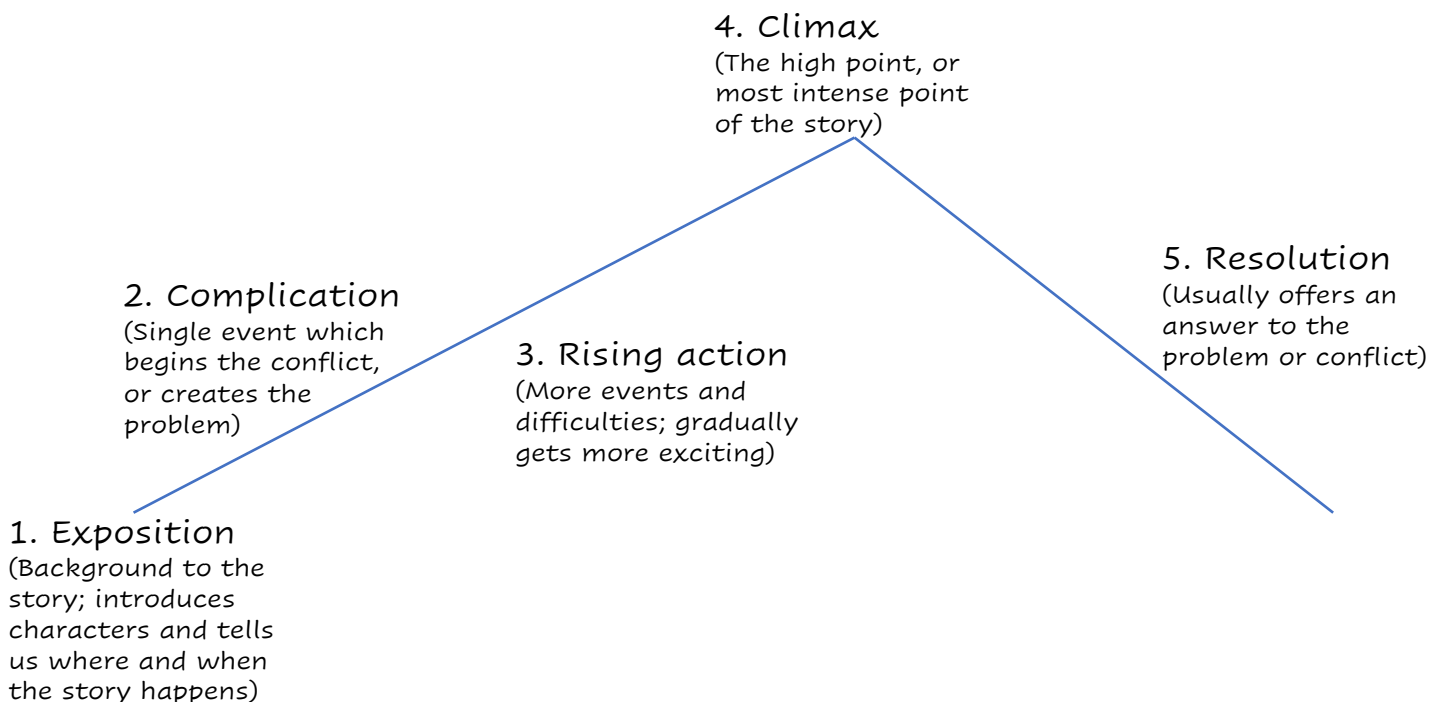 1. Exposition
(Background to the
story; introduces
characters and tells
us where and when
the story happens)
2. Complication
(Single event which
begins the conflict,
or creates the
problem)
3. Rising action
(More events and
difficulties; gradually
gets more exciting)
4. Climax
(The high point, or
most intense point
of the story)
5. Resolution
(Usually offers an
answer to the
problem or conflict)